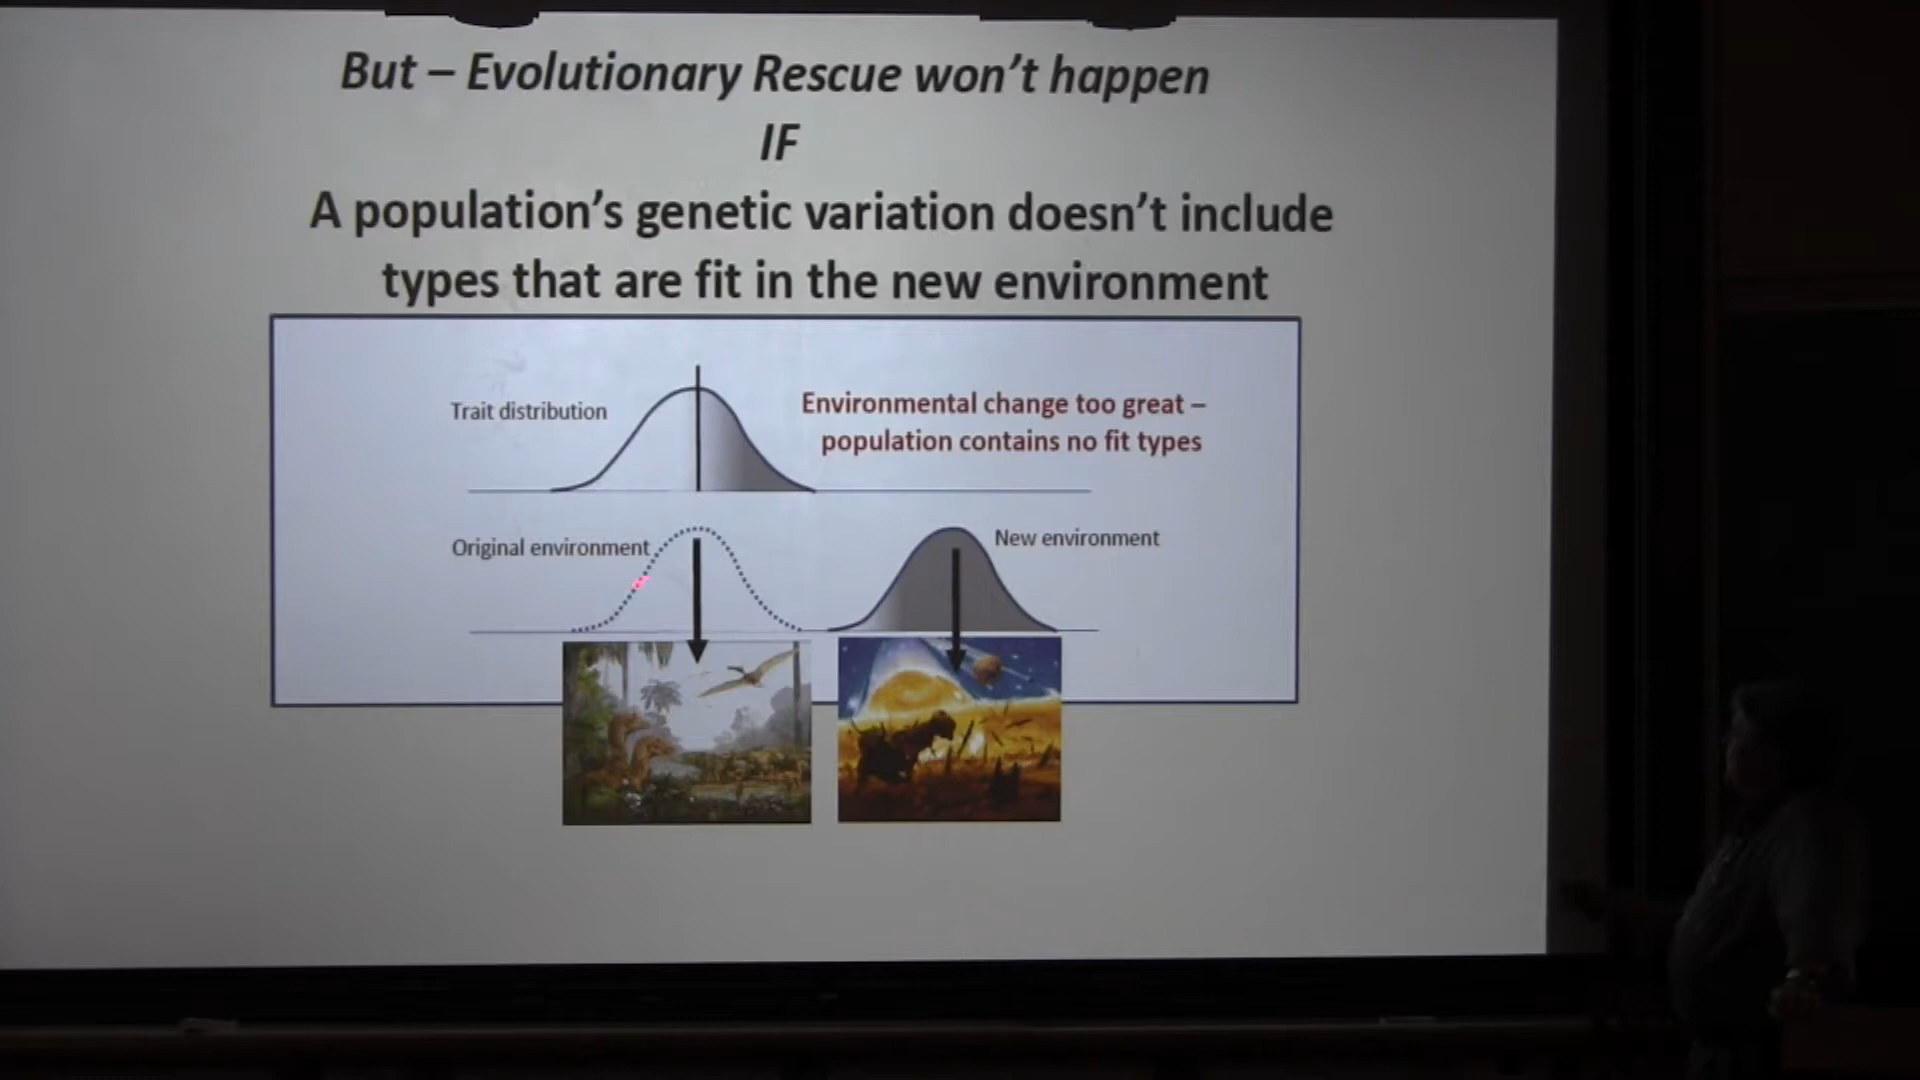 But – Evolutionary Rescue won’t happen
IF
A population’s genetic variation doesn’t include
types that are fit in the new environment
Trait distribution
Environmental change too great –
population contains no fit types
Original environment
New environment